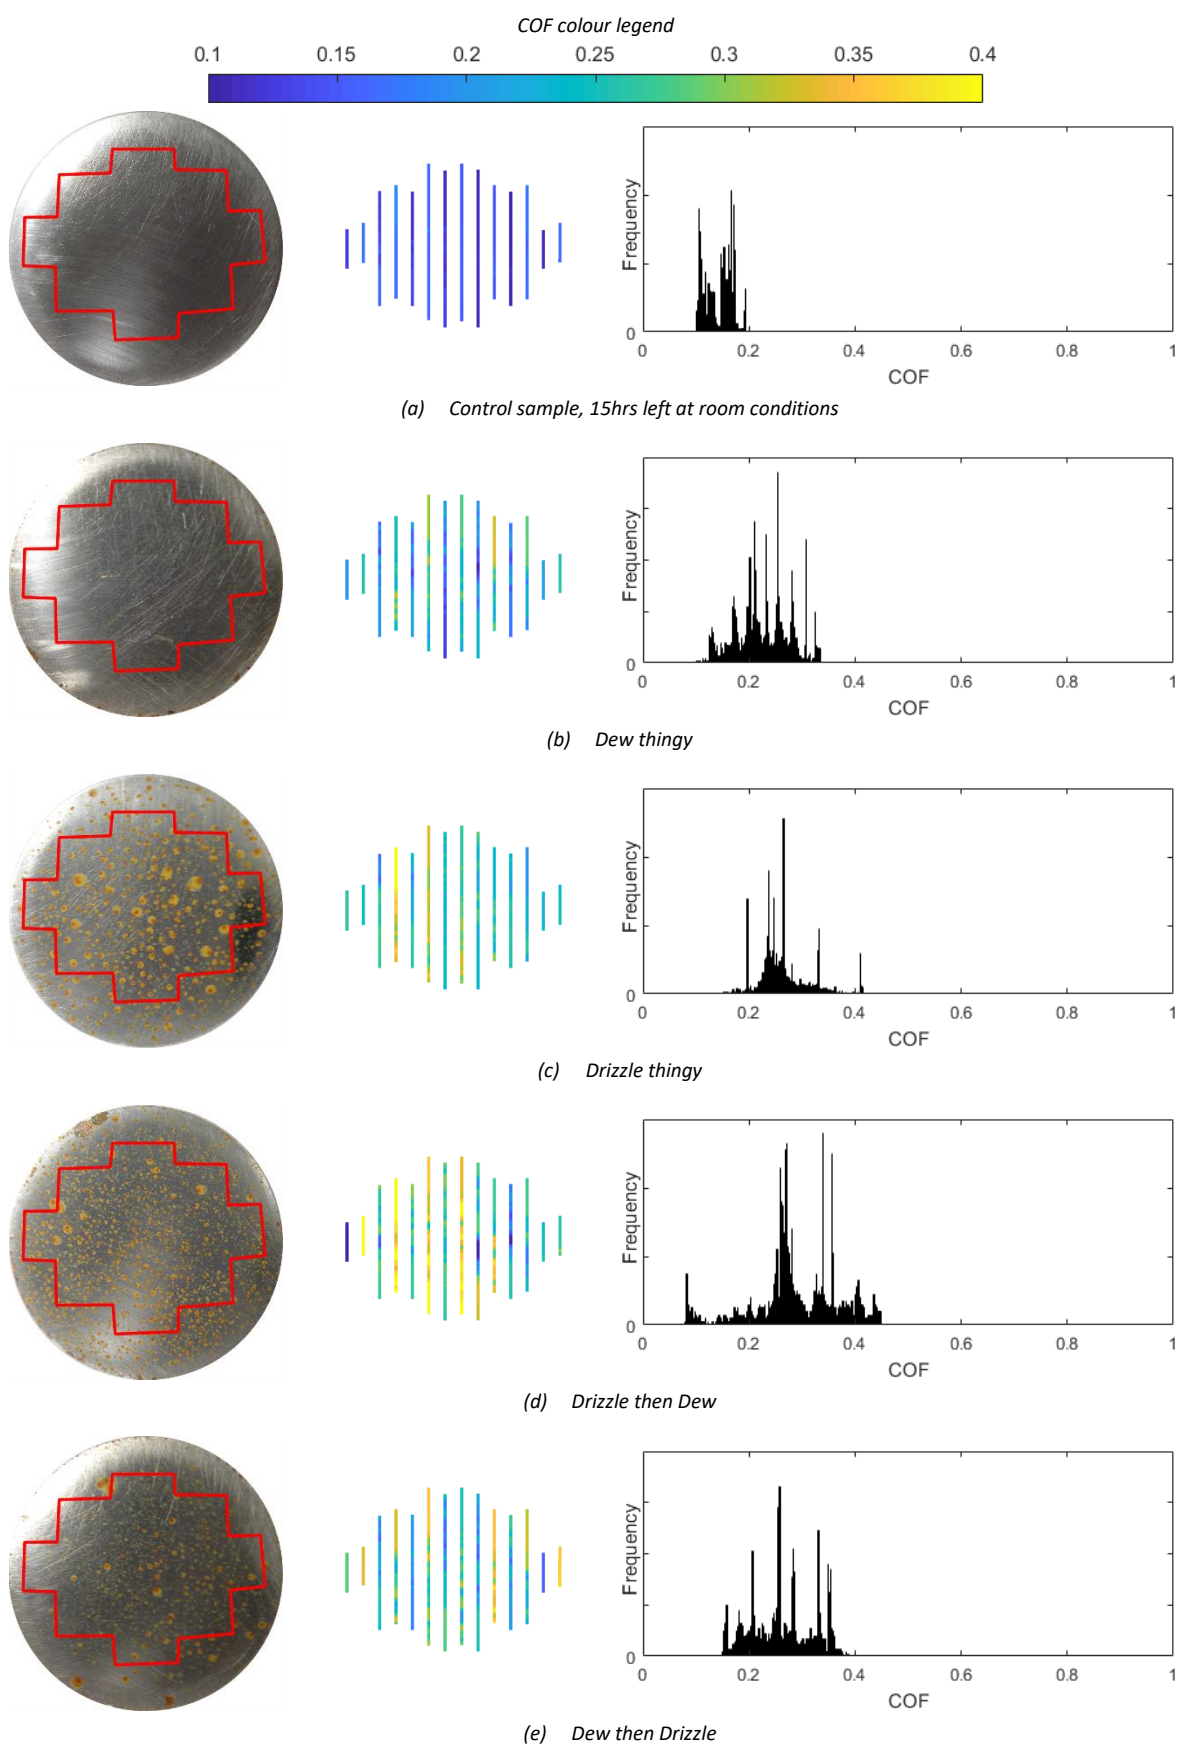 COF colour legend
0.1 0.15 0.2 0.25 0.3 0.35 0.4
Frequency
0
0 0.2 0.4 0.6 0.8 1
COF
(a) Control sample, 15hrs left at room conditions
Frequency
0
0 0.2 0.4 0.6 0.8 1
COF
(b) Dew thingy
Frequency
0
0 0.2 0.4 0.6 0.8 1
COF
(c) Drizzle thingy
Frequency
0
0 0.2 0.4 0.6 0.8 1
COF
(d) Drizzle then Dew
Frequency
0
0 0.2 0.4 0.6 0.8 1
COF
(e) Dew then Drizzle